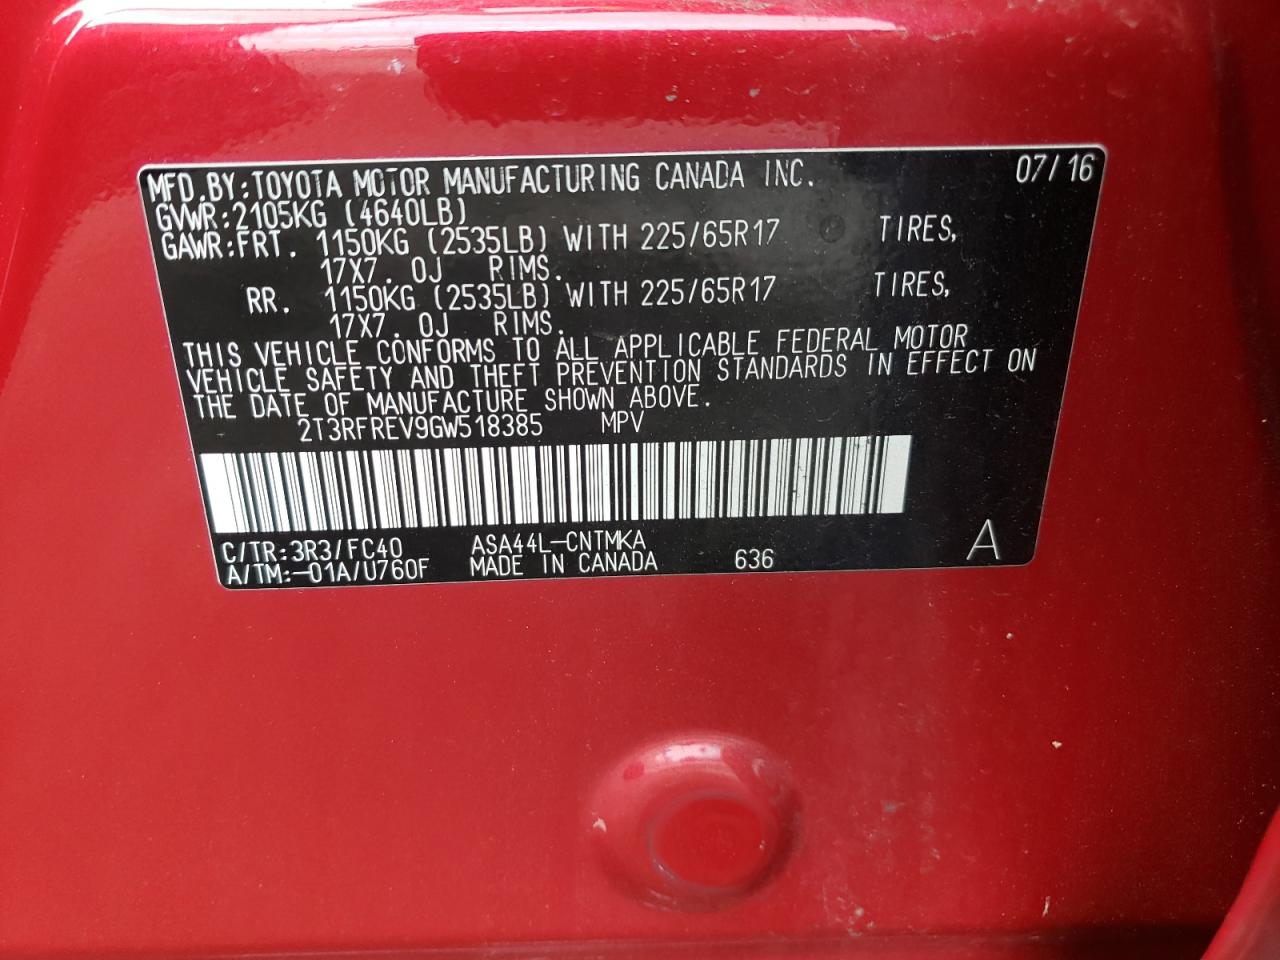 MFD.BY:TOYOTA MOTOR MANUFACTURING CANADA INC. 07/16
GVWR:2105KG (4640LB)
GAWR:FRT. 1150KG (2535LB) WITH 225/65R17 TIRES,
17X7.0J RIMS.
RR. 1150KG (2535LB) WITH 225/65R17 TIRES,
17X7.0J RIMS.
THIS VEHICLE CONFORMS TO ALL APPLICABLE FEDERAL MOTOR
VEHICLE SAFETY AND THEFT PREVENTION STANDARDS IN EFFECT ON
THE DATE OF MANUFACTURE SHOWN ABOVE.
2T3RFREV9GW518385 MPV
C/TR:3R3/FC40 ASA44L-CNTMKA
A/TM:-01A/U760F MADE IN CANADA 636 A